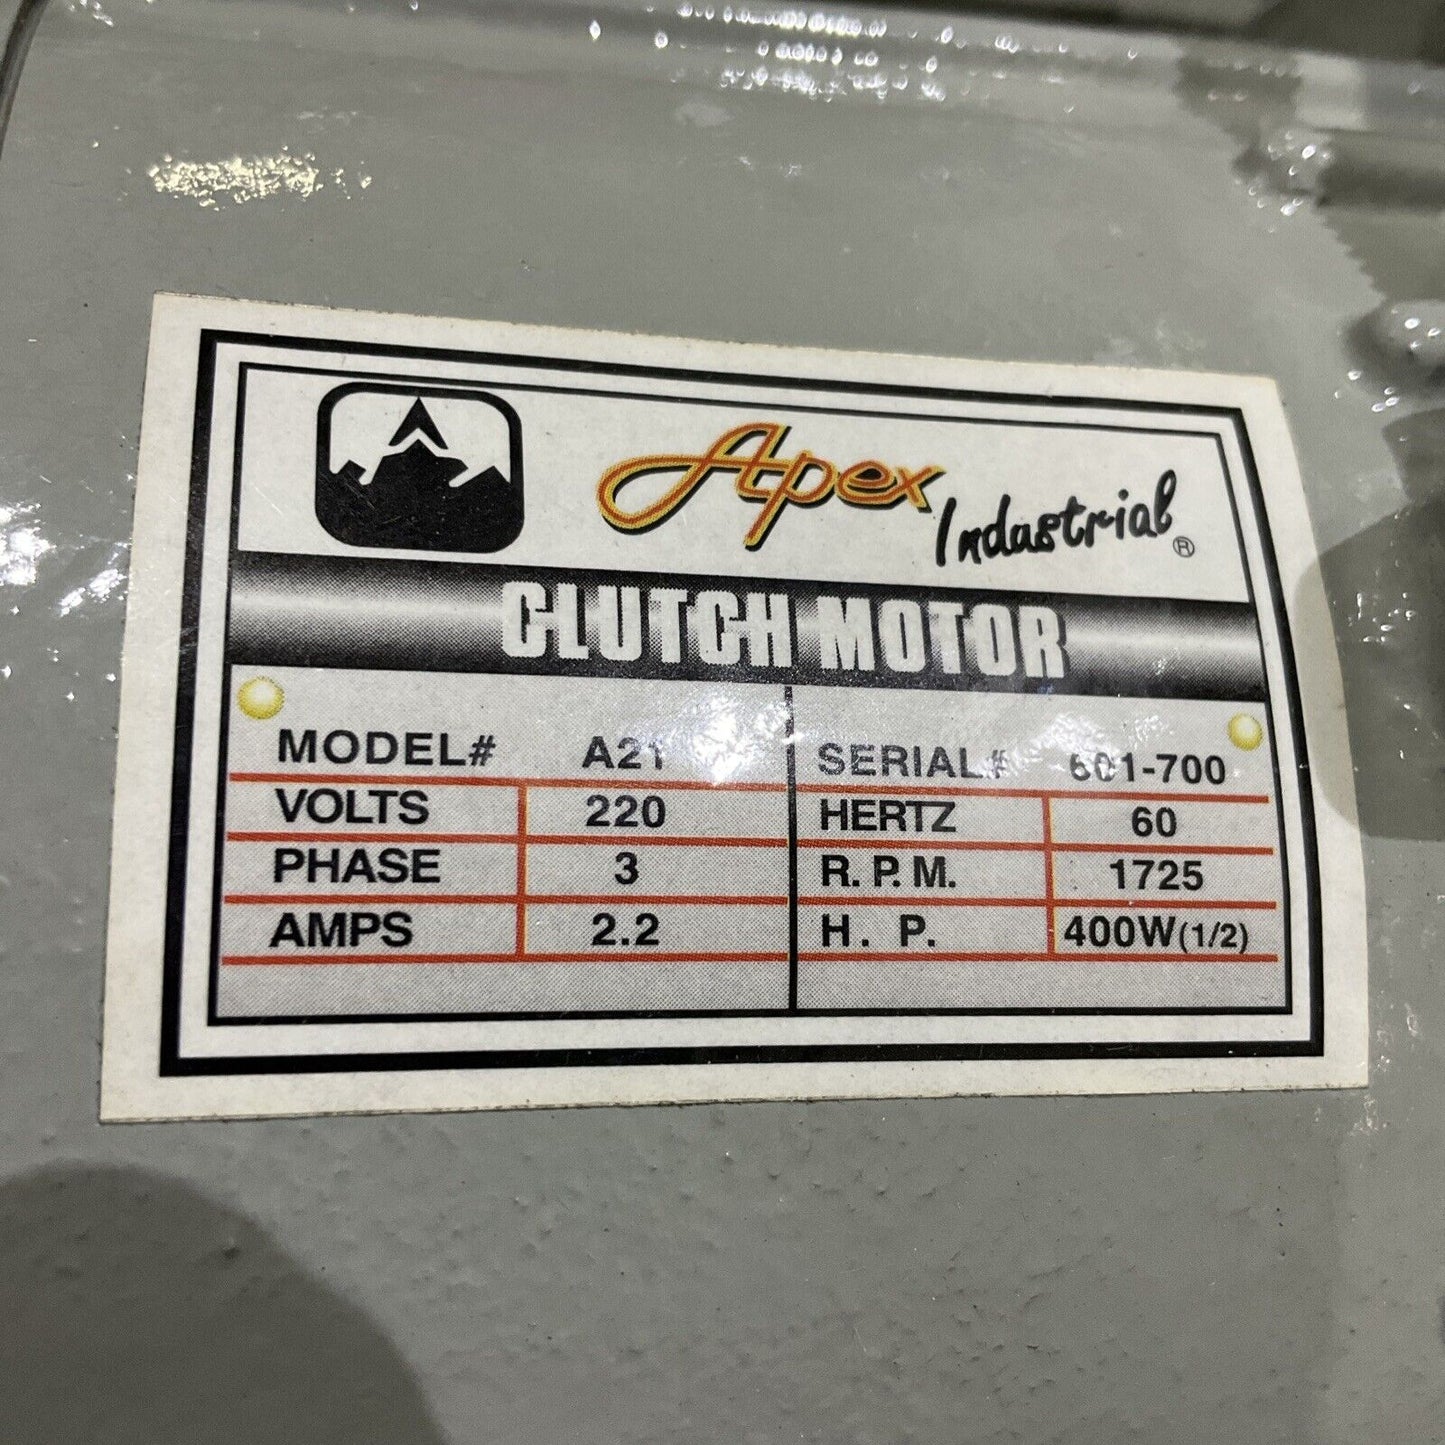 Apex Industrial ®
CLUTCH MOTOR
MODEL# A21 SERIAL# 601-700
VOLTS 220 HERTZ 60
PHASE 3 R.P.M. 1725
AMPS 2.2 H. P. 400W(1/2)